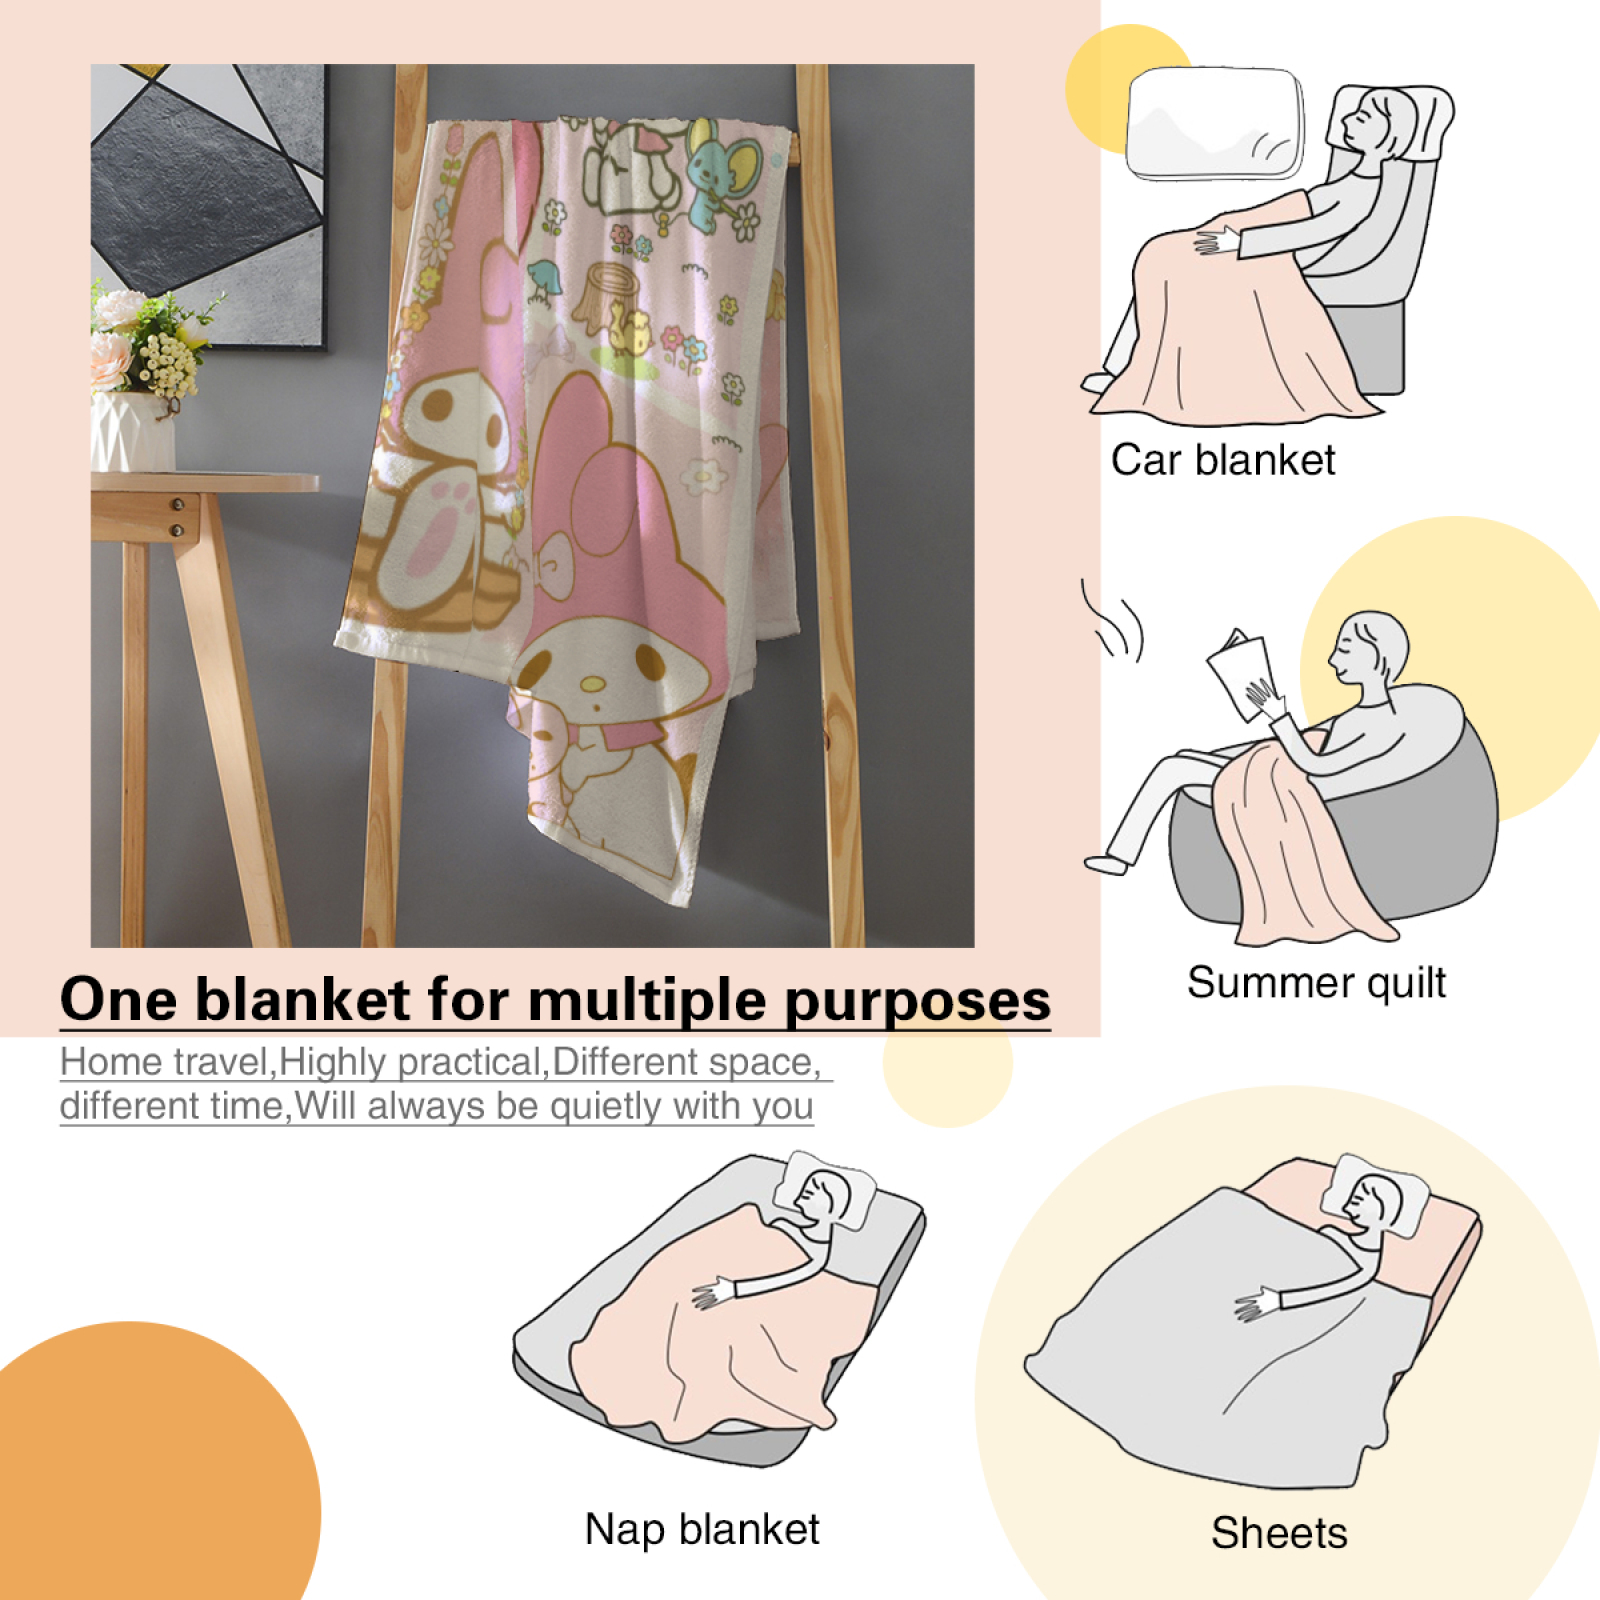 Car blanket
Summer quilt
One blanket for multiple purposes
Home travel,Highly practical,Different space,
different time,Will always be quietly with you
Nap blanket
Sheets